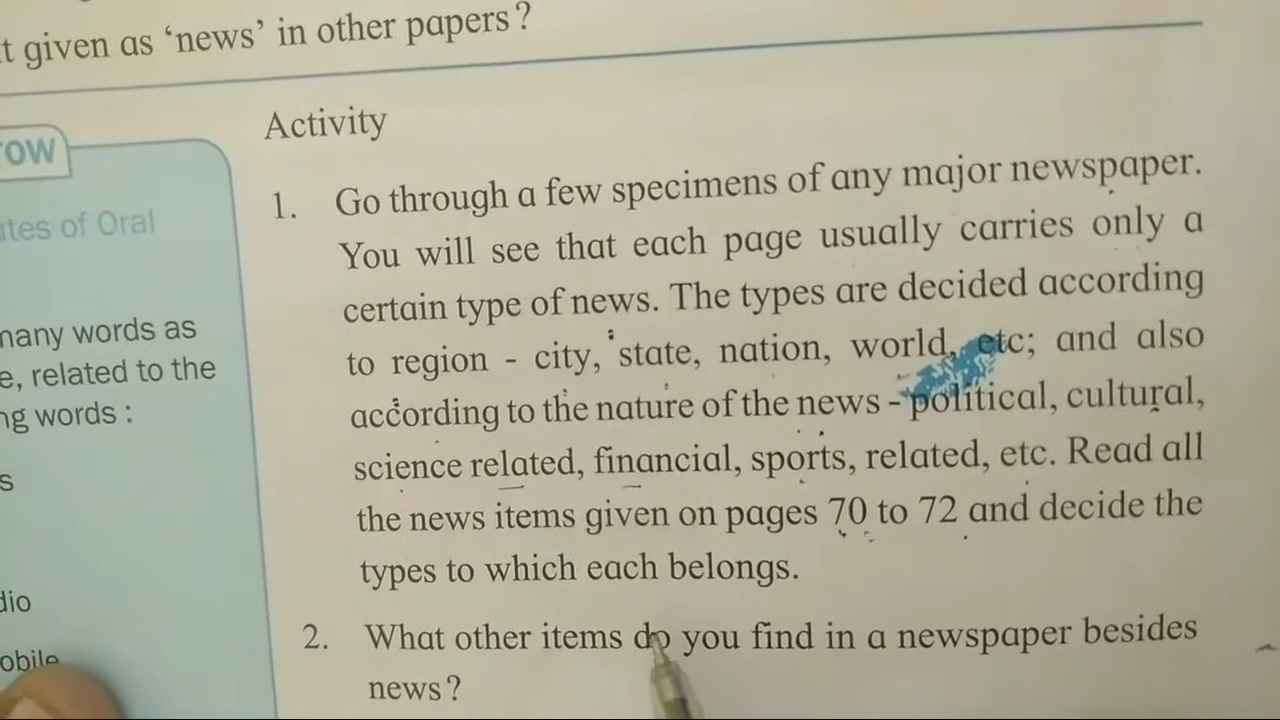 t given as ‘news’ in other papers?
Activity
1. Go through a few specimens of any major newspaper.
You will see that each page usually carries only a
certain type of news. The types are decided according
to region - city, state, nation, world, etc; and also
according to the nature of the news - political, cultural,
science related, financial, sports, related, etc. Read all
the news items given on pages 70 to 72 and decide the
types to which each belongs.
2. What other items do you find in a newspaper besides
news?
ow
tes of Oral
many words as
e, related to the
ng words :
s
dio
obile